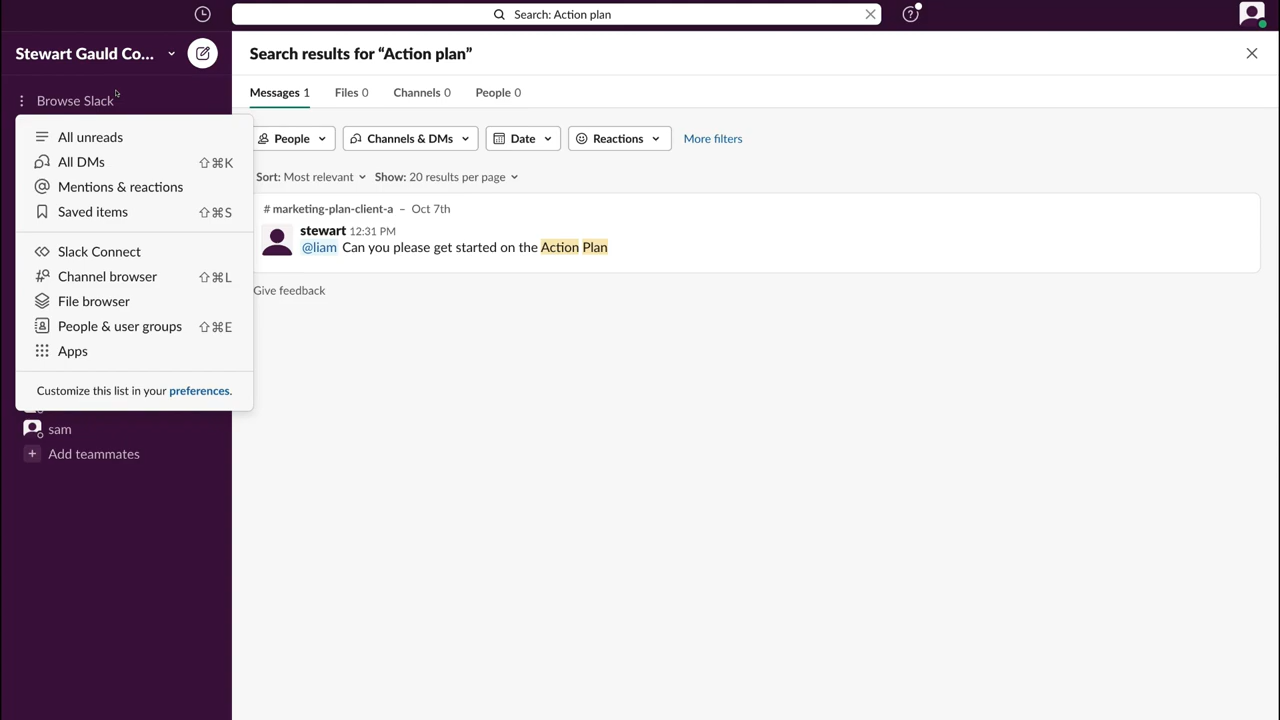 Search: Action plan
Stewart Gauld Co...
Search results for “Action plan”
Browse Slack
Messages 1
Files 0
Channels 0
People 0
All unreads
All DMs ⇧⌘K
Mentions & reactions
Saved items ⇧⌘S
Slack Connect
Channel browser ⇧⌘L
File browser
People & user groups ⇧⌘E
Apps
Customize this list in your preferences.
sam
Add teammates
People
Channels & DMs
Date
Reactions
More filters
Sort: Most relevant Show: 20 results per page
# marketing-plan-client-a – Oct 7th
stewart 12:31 PM
@liam Can you please get started on the Action Plan
Give feedback